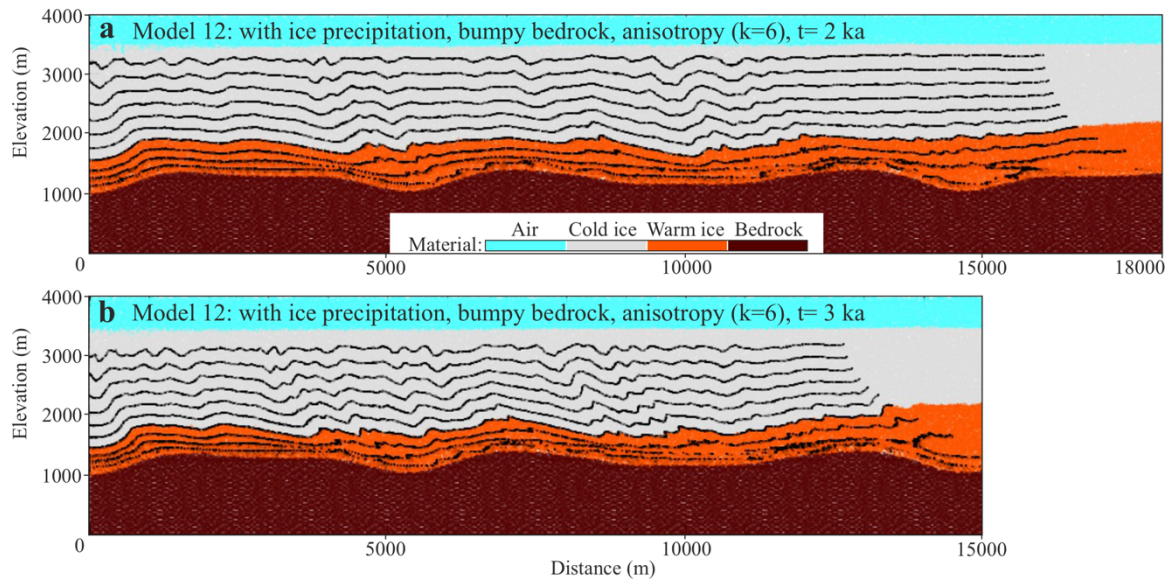 a Model 12: with ice precipitation, bumpy bedrock, anisotropy (k=6), t= 2 ka
Elevation (m)
4000
3000
2000
1000
0
Material:
Air
Cold ice
Warm ice
Bedrock
0
5000
10000
15000
18000
b Model 12: with ice precipitation, bumpy bedrock, anisotropy (k=6), t= 3 ka
Elevation (m)
4000
3000
2000
1000
0
0
5000
10000
15000
Distance (m)